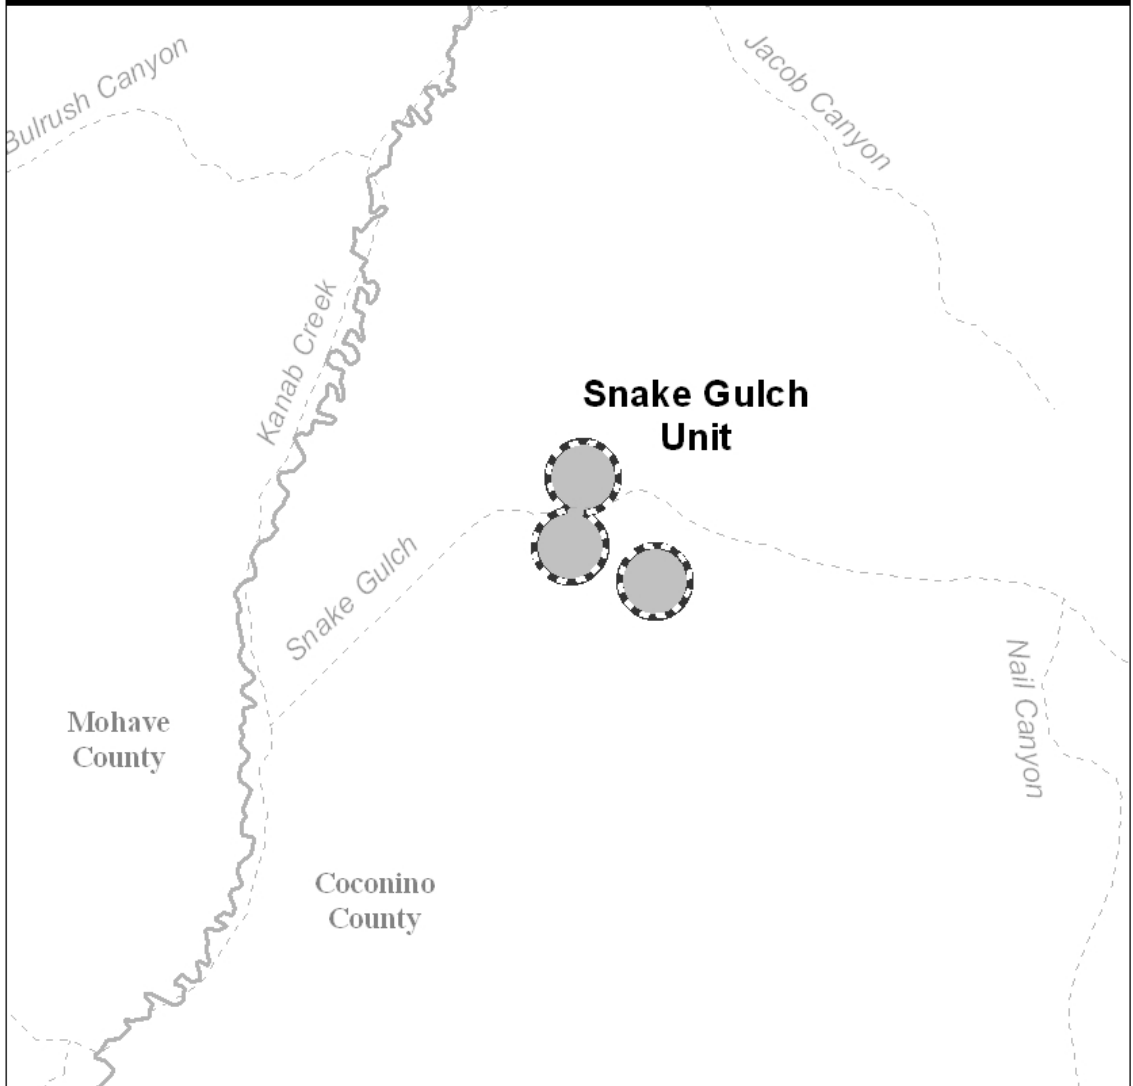 Bulrush Canyon
Jacob Canyon
Kanab Creek
Snake Gulch
Unit
Snake Gulch
Nail Canyon
Mohave
County
Coconino
County